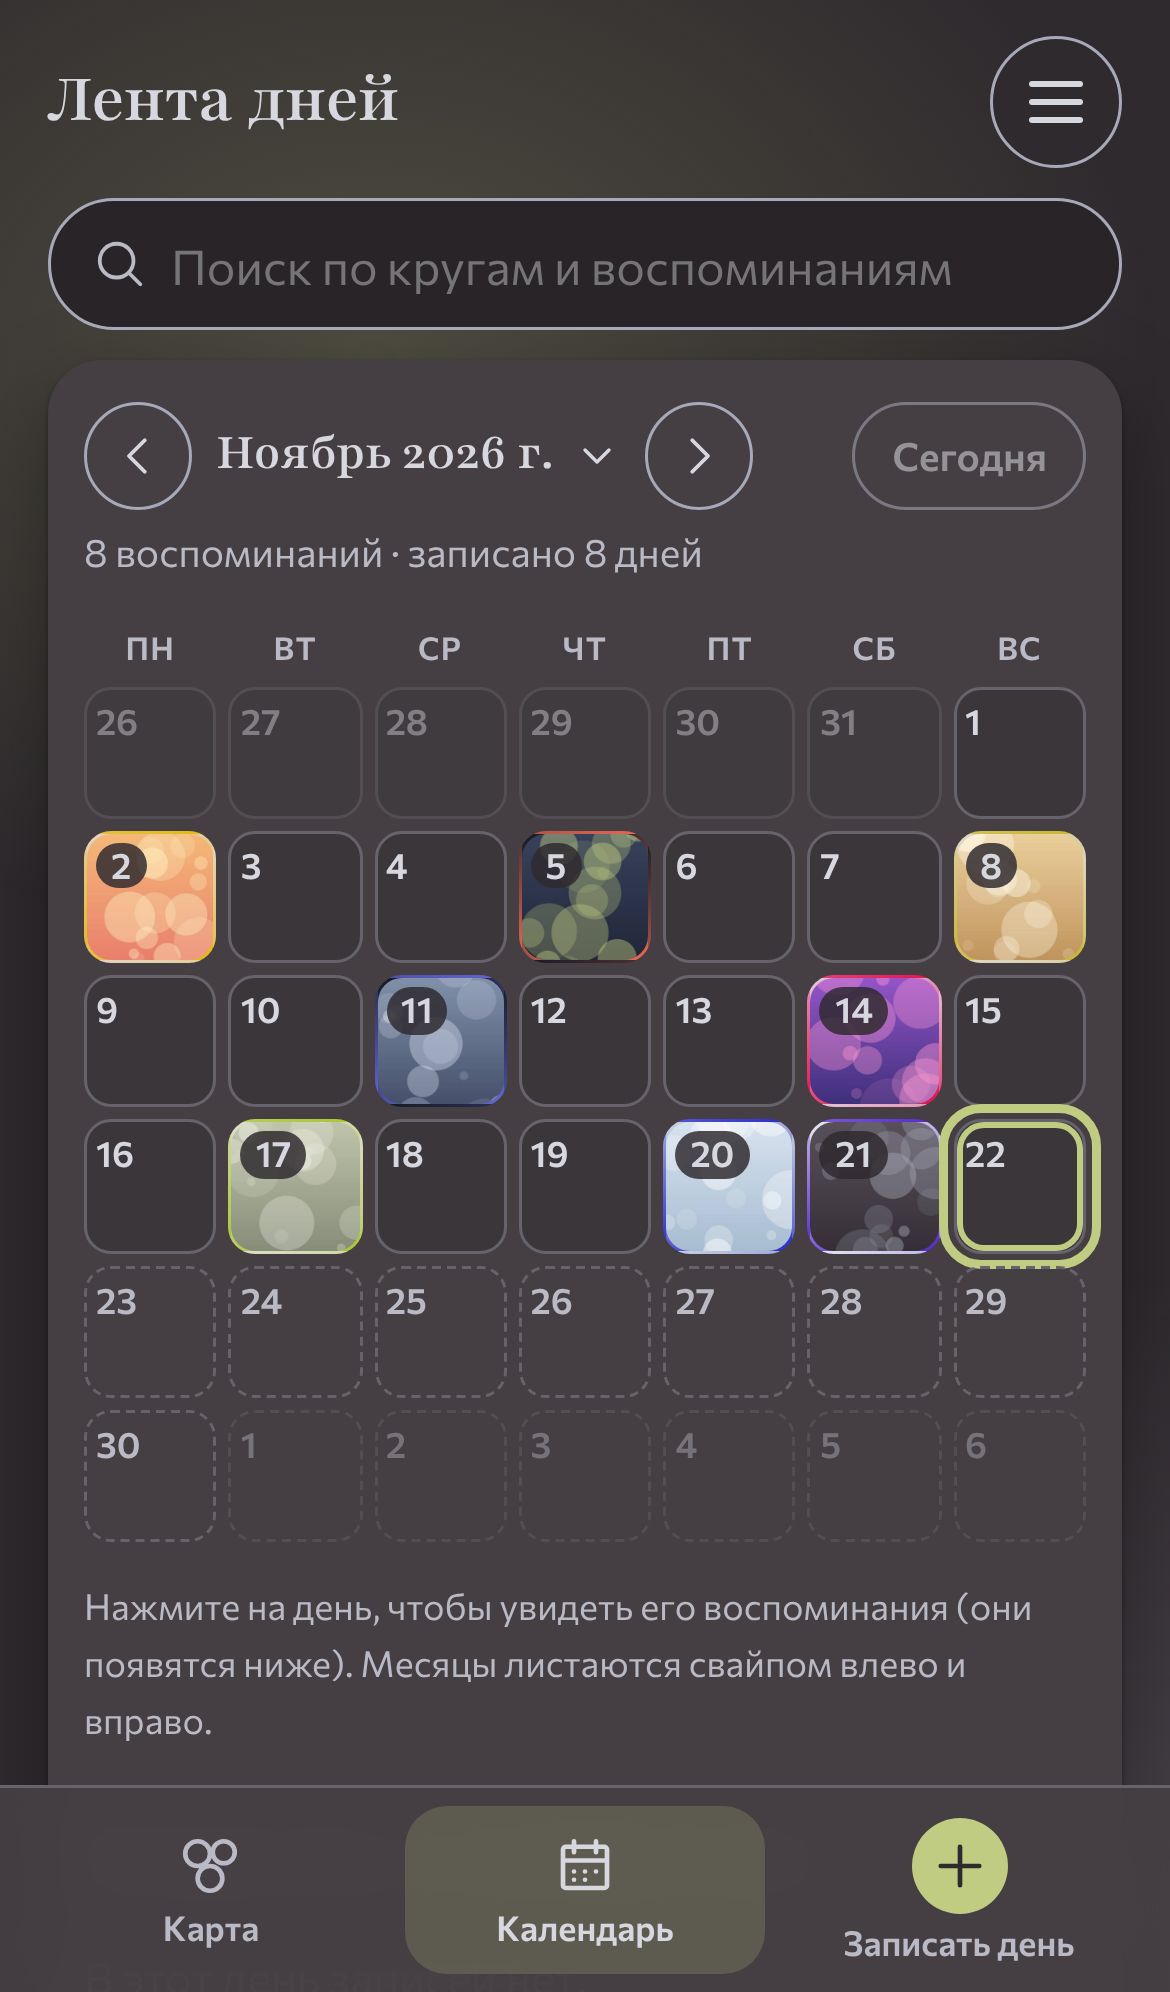 Лента дней
Поиск по кругам и воспоминаниям
Ноябрь 2026 г.
Сегодня
8 воспоминаний · записано 8 дней
ПН ВТ СР ЧТ ПТ СБ ВС
26 27 28 29 30 31 1
2 3 4 5 6 7 8
9 10 11 12 13 14 15
16 17 18 19 20 21 22
23 24 25 26 27 28 29
30 1 2 3 4 5 6
Нажмите на день, чтобы увидеть его воспоминания (они
появятся ниже). Месяцы листаются свайпом влево и
вправо.
Карта
Календарь
Записать день
В этот день записей нет.